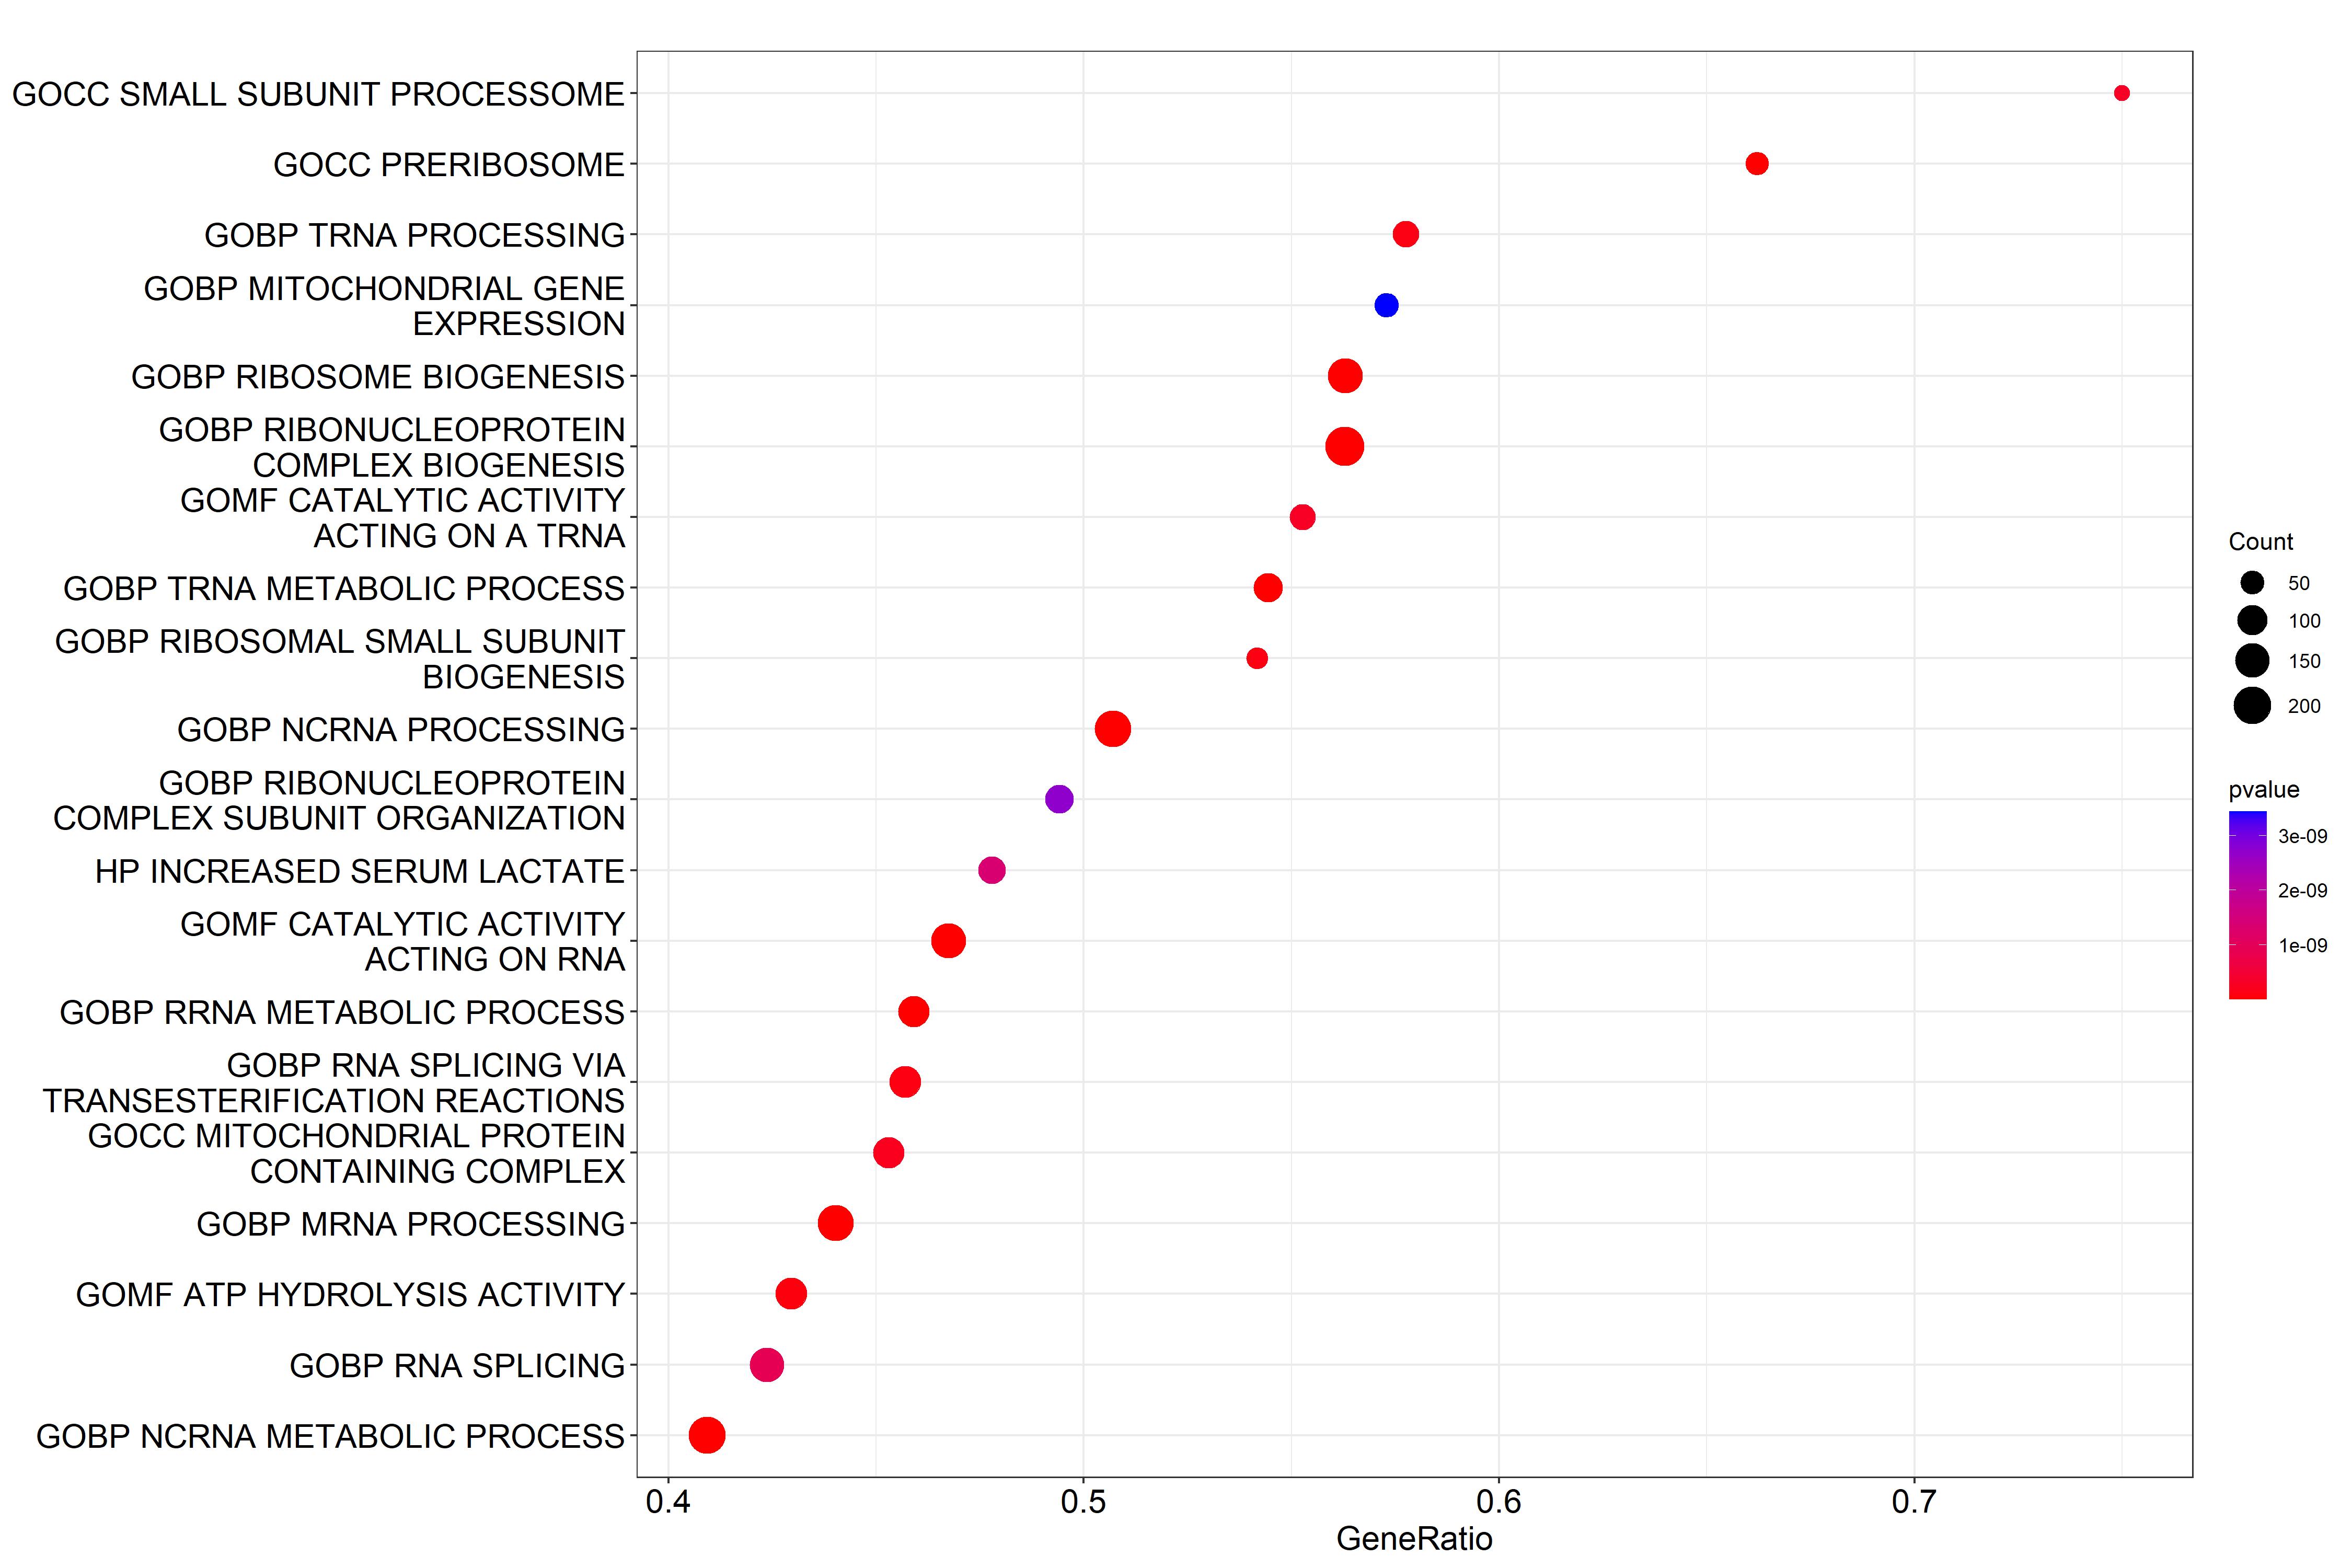 GOCC SMALL SUBUNIT PROCESSOME
GOCC PRERIBOSOME
GOBP TRNA PROCESSING
GOBP MITOCHONDRIAL GENE
EXPRESSION
GOBP RIBOSOME BIOGENESIS
GOBP RIBONUCLEOPROTEIN
COMPLEX BIOGENESIS
GOMF CATALYTIC ACTIVITY
ACTING ON A TRNA
GOBP TRNA METABOLIC PROCESS
GOBP RIBOSOMAL SMALL SUBUNIT
BIOGENESIS
GOBP NCRNA PROCESSING
GOBP RIBONUCLEOPROTEIN
COMPLEX SUBUNIT ORGANIZATION
HP INCREASED SERUM LACTATE
GOMF CATALYTIC ACTIVITY
ACTING ON RNA
GOBP RRNA METABOLIC PROCESS
GOBP RNA SPLICING VIA
TRANSESTERIFICATION REACTIONS
GOCC MITOCHONDRIAL PROTEIN
CONTAINING COMPLEX
GOBP MRNA PROCESSING
GOMF ATP HYDROLYSIS ACTIVITY
GOBP RNA SPLICING
GOBP NCRNA METABOLIC PROCESS
0.4 0.5 0.6 0.7
GeneRatio
Count
50
100
150
200
pvalue
3e-09
2e-09
1e-09